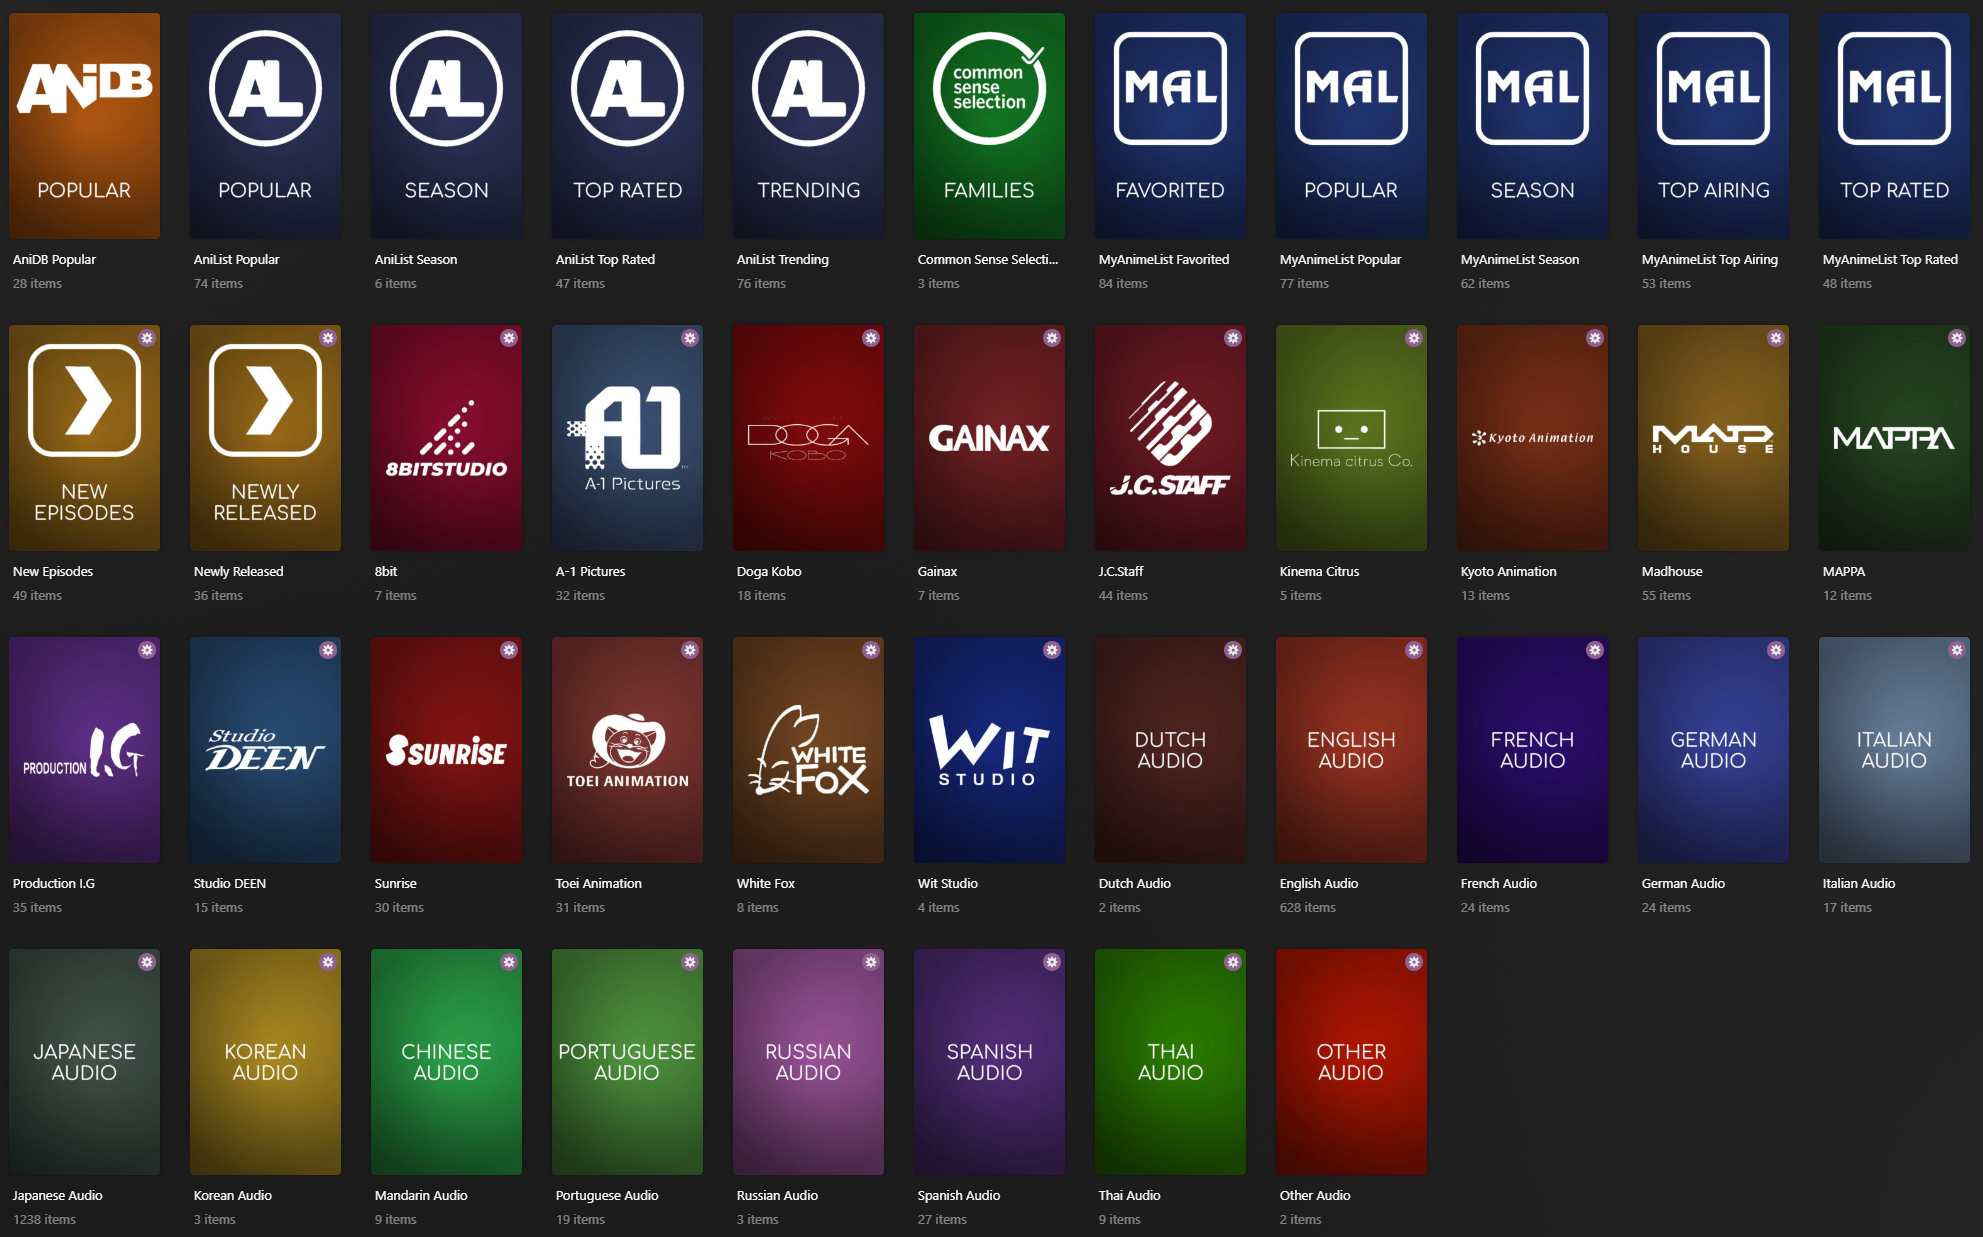 ANiDB
POPULAR
AniDB Popular
28 items
AL
POPULAR
AniList Popular
74 items
AL
SEASON
AniList Season
6 items
AL
TOP RATED
AniList Top Rated
47 items
AL
TRENDING
AniList Trending
76 items
common
sense
selection
FAMILIES
Common Sense Selecti...
3 items
MAL
FAVORITED
MyAnimeList Favorited
84 items
MAL
POPULAR
MyAnimeList Popular
77 items
MAL
SEASON
MyAnimeList Season
62 items
MAL
TOP AIRING
MyAnimeList Top Airing
53 items
MAL
TOP RATED
MyAnimeList Top Rated
48 items
NEW
EPISODES
New Episodes
49 items
NEWLY
RELEASED
Newly Released
36 items
8BITSTUDIO
8bit
7 items
A1
A-1 Pictures
A-1 Pictures
32 items
DOGA
KOBO
Doga Kobo
18 items
GAINAX
Gainax
7 items
J.C.STAFF
J.C.Staff
44 items
Kinema citrus Co.
Kinema Citrus
5 items
Kyoto Animation
Kyoto Animation
13 items
MAD
HOUSE
Madhouse
55 items
MAPPA
MAPPA
12 items
PRODUCTION I.G
Production I.G
35 items
Studio
DEEN
Studio DEEN
15 items
SUNRISE
Sunrise
30 items
TOEI ANIMATION
Toei Animation
31 items
WHITE
FOX
White Fox
8 items
WIT
STUDIO
Wit Studio
4 items
DUTCH
AUDIO
Dutch Audio
2 items
ENGLISH
AUDIO
English Audio
628 items
FRENCH
AUDIO
French Audio
24 items
GERMAN
AUDIO
German Audio
24 items
ITALIAN
AUDIO
Italian Audio
17 items
JAPANESE
AUDIO
Japanese Audio
1238 items
KOREAN
AUDIO
Korean Audio
3 items
CHINESE
AUDIO
Mandarin Audio
9 items
PORTUGUESE
AUDIO
Portuguese Audio
19 items
RUSSIAN
AUDIO
Russian Audio
3 items
SPANISH
AUDIO
Spanish Audio
27 items
THAI
AUDIO
Thai Audio
9 items
OTHER
AUDIO
Other Audio
2 items